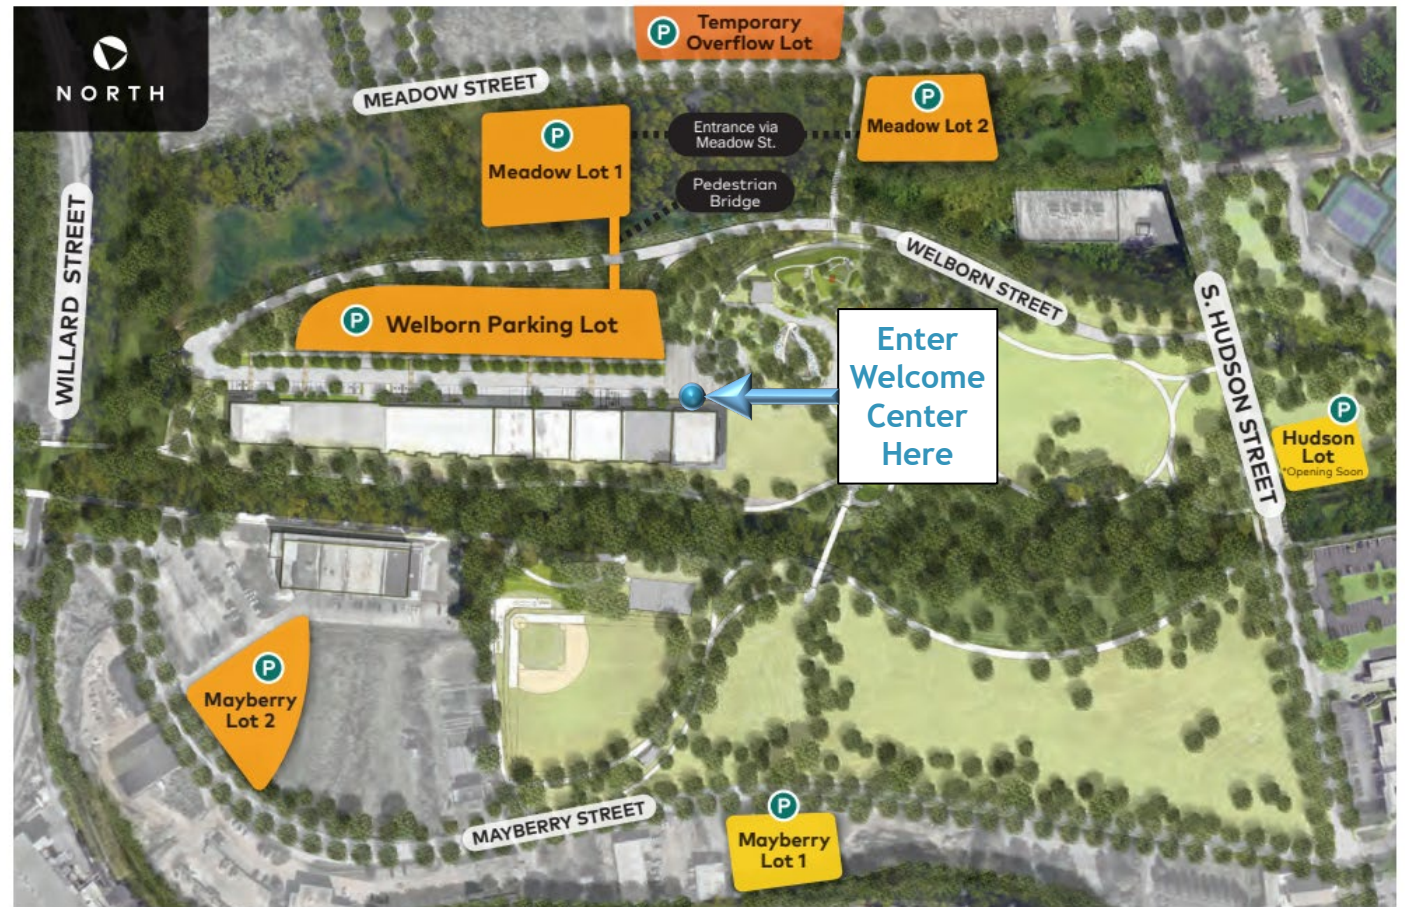 NORTH
P
Temporary
Overflow Lot
MEADOW STREET
P
Meadow Lot 1
Entrance via
Meadow St.
P
Meadow Lot 2
Pedestrian
Bridge
WILLARD STREET
WELBORN STREET
P
Welborn Parking Lot
S. HUDSON STREET
Enter
Welcome
Center
Here
P
Hudson
Lot
*Opening Soon
P
Mayberry
Lot 2
MAYBERRY STREET
P
Mayberry
Lot 1